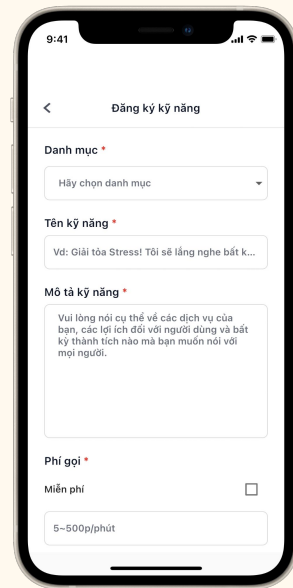 9:41
Đăng ký kỹ năng
Danh mục *
Hãy chọn danh mục
Tên kỹ năng *
Vd: Giải tỏa Stress! Tôi sẽ lắng nghe bất k...
Mô tả kỹ năng *
Vui lòng nói cụ thể về các dịch vụ của
bạn, các lợi ích đối với người dùng và bất
kỳ thành tích nào mà bạn muốn nói với
mọi người.
Phí gọi *
Miễn phí
5~500p/phút